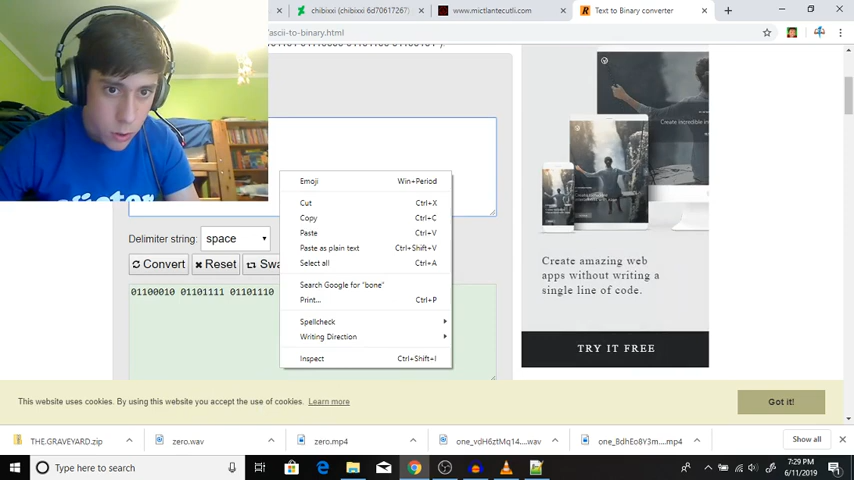 chibixxi (chibixxi 6d70617267)
www.mictlantecutli.com
Text to Binary converter
/ascii-to-binary.html
Create amazing web
apps without writing a
single line of code.
TRY IT FREE
Emoji Win+Period
Cut Ctrl+X
Copy Ctrl+C
Paste Ctrl+V
Paste as plain text Ctrl+Shift+V
Select all Ctrl+A
Search Google for "bone"
Print... Ctrl+P
Spellcheck
Writing Direction
Inspect Ctrl+Shift+I
Delimiter string: space
Convert Reset Swa
01100010 01101111 01101110
This website uses cookies. By using this website you accept the use of cookies. Learn more
Got it!
THE.GRAVEYARD.zip
zero.wav
zero.mp4
one_vdH6ztMq14....wav
one_8dhEo8Y3m....mp4
Show all
Type here to search
7:29 PM
6/11/2019